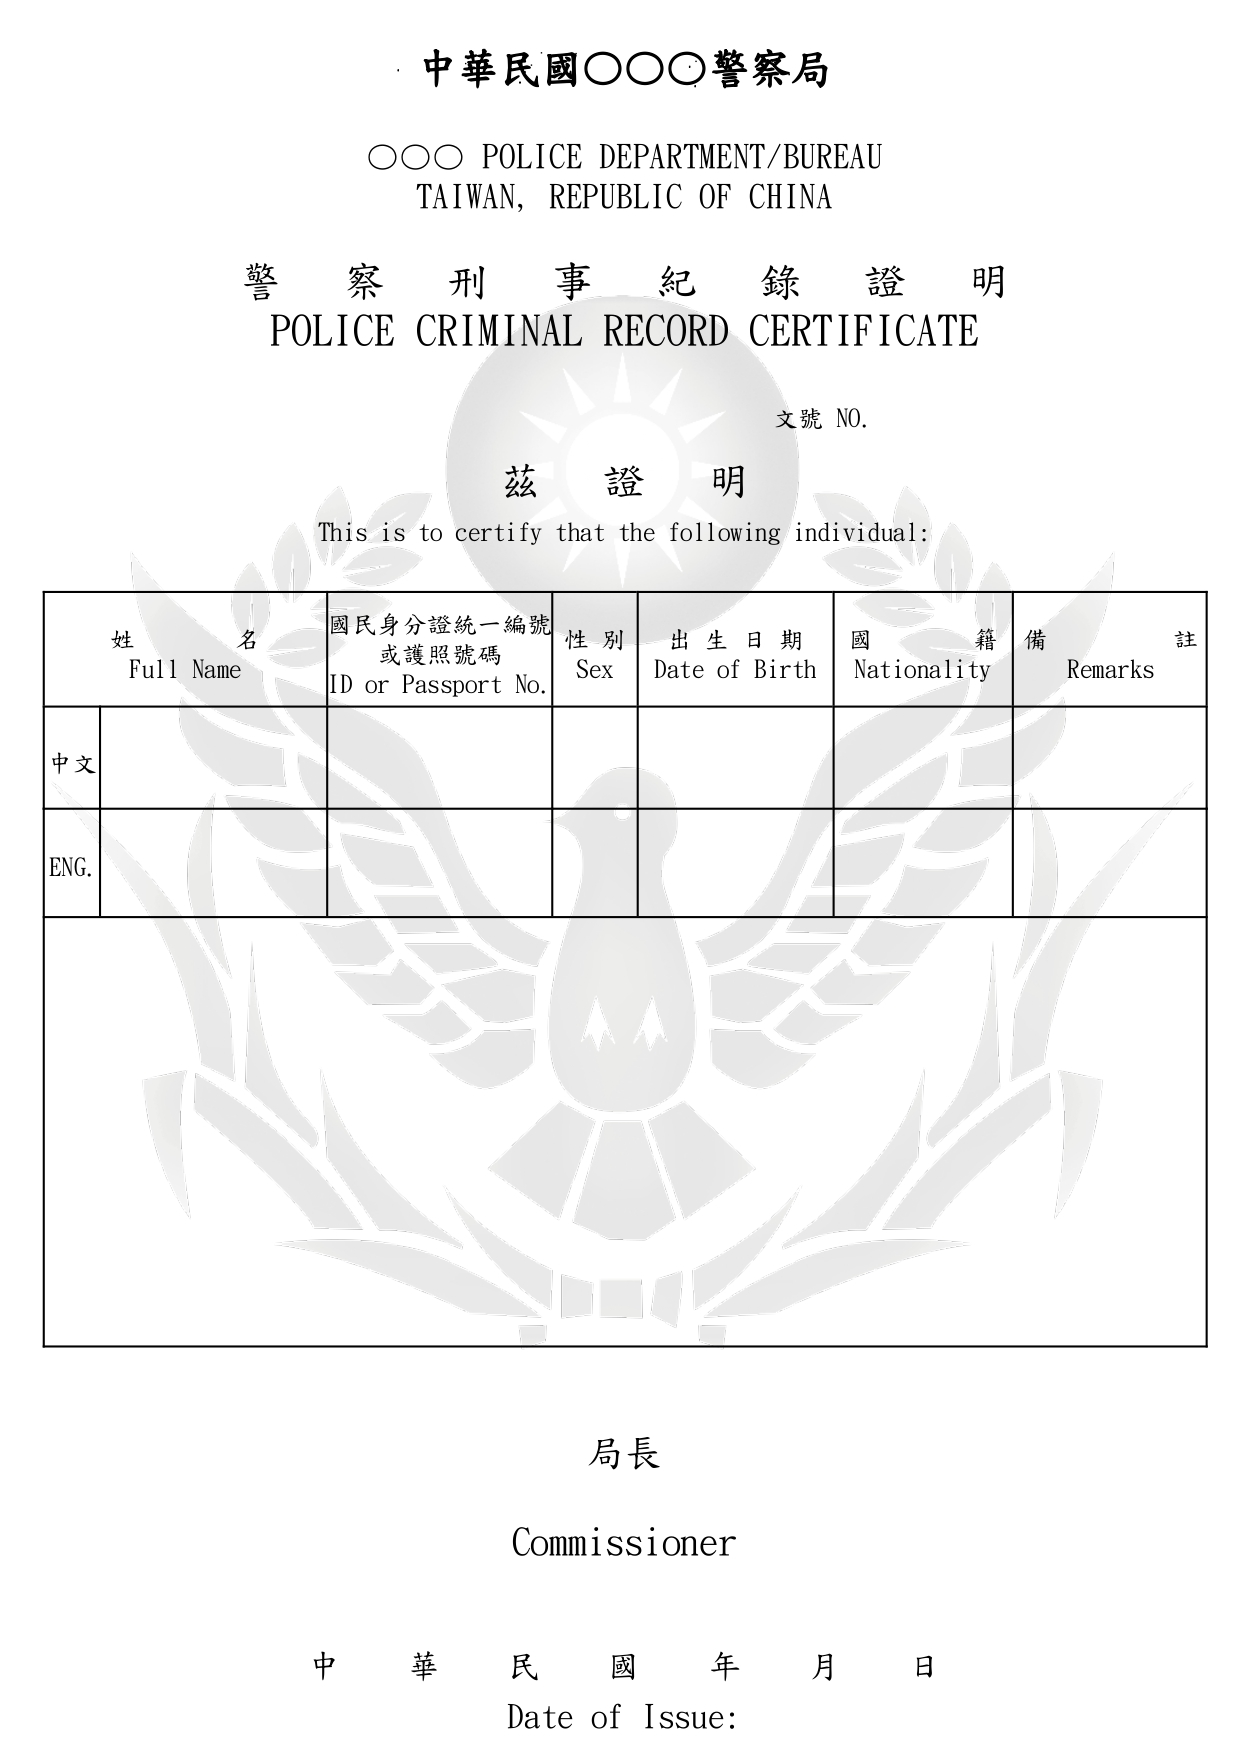 中華民國○○○警察局
○○○ POLICE DEPARTMENT/BUREAU
TAIWAN, REPUBLIC OF CHINA
警察刑事紀錄證明
POLICE CRIMINAL RECORD CERTIFICATE
文號 NO.
茲證明
This is to certify that the following individual:
姓名
Full Name
國民身分證統一編號
或護照號碼
ID or Passport No.
性別
Sex
出生日期
Date of Birth
國籍
Nationality
備註
Remarks
中文
ENG.
局長
Commissioner
中華民國年月日
Date of Issue: